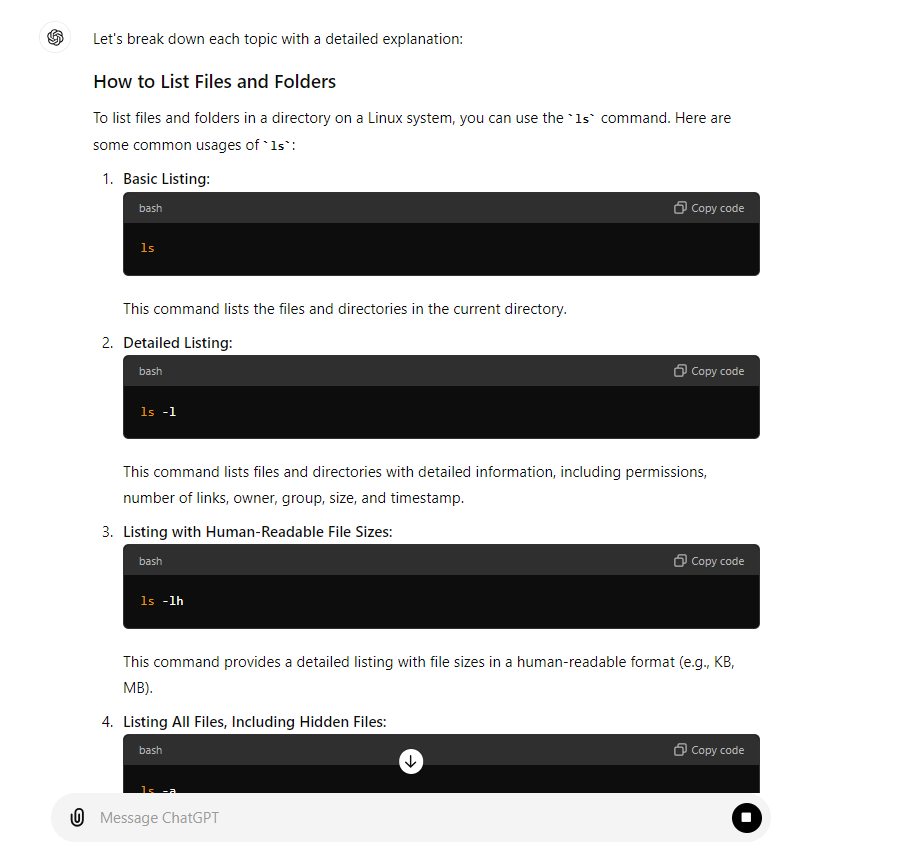 Let's break down each topic with a detailed explanation:
How to List Files and Folders
To list files and folders in a directory on a Linux system, you can use the `ls` command. Here are
some common usages of `ls`:
1. Basic Listing:
bash Copy code
ls
This command lists the files and directories in the current directory.
2. Detailed Listing:
bash Copy code
ls -l
This command lists files and directories with detailed information, including permissions,
number of links, owner, group, size, and timestamp.
3. Listing with Human-Readable File Sizes:
bash Copy code
ls -lh
This command provides a detailed listing with file sizes in a human-readable format (e.g., KB,
MB).
4. Listing All Files, Including Hidden Files:
bash Copy code
ls -a
Message ChatGPT